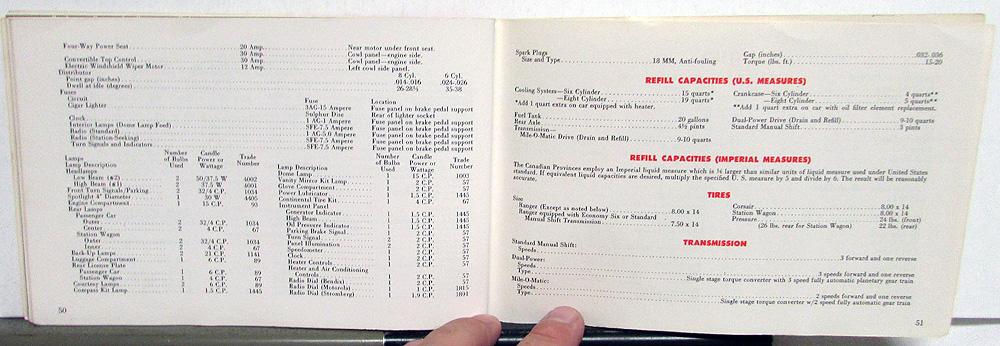 Four-Way Power Seat 20 Amp. Near motor under front seat.
30 Amp. Cowl panel—engine side.
Convertible Top Control 30 Amp. Cowl panel—engine side.
Electric Windshield Wiper Motor 12 Amp. Left cowl side panel.
Distributor 8 Cyl. 6 Cyl.
Point gap (inches) .014-.016 .024-.026
Dwell at idle (degrees) 26-28½ 35-38
Fuses
Circuit Fuse Location
Cigar Lighter 3AG-15 Ampere Fuse panel on brake pedal support
Sulphur Disc Rear of lighter socket
Clock 1 AG-1 Ampere Fuse panel on brake pedal support
Interior Lamps (Dome Lamp Feed) SFE-7.5 Ampere Fuse panel on brake pedal support
Radio (Standard) 1 AG-5.0 Ampere Fuse panel on brake pedal support
Radio (Station-Seeking) SFE-7.5 Ampere Fuse panel on brake pedal support
Turn Signals and Indicators SFE-7.5 Ampere Fuse panel on brake pedal support
Lamps
Lamp Description Number of Bulbs Used Candle Power or Wattage Trade Number
Headlamps
Low Beam (#2) 2 50/37.5 W 4002
High Beam (#1) 2 37.5 W 4001
Front Turn Signals/Parking 2 32/4 C.P. 1034
Spotlight 4" Diameter 1 30 W 4405
Engine Compartment 1 15 C.P. 93
Rear Lamps
Passenger Car
Outer 2 32/4 C.P. 1034
Center 2 4 C.P. 67
Station Wagon
Outer 2 32/4 C.P. 1034
Inner 2 4 C.P. 67
Back-Up Lamps 2 21 C.P. 1141
Luggage Compartment 1 6 C.P. 89
Rear License Plate
Passenger Car 1 6 C.P. 89
Station Wagon 1 4 C.P. 67
Courtesy Lamps 2 6 C.P. 89
Compass Kit Lamp 1 1.5 C.P. 1445
Lamp Description Number of Bulbs Used Candle Power or Wattage Trade Number
Dome Lamp 1 15 C.P. 1003
Vanity Mirror Kit Lamp 1 2 C.P. 57
Glove Compartment 1 2 C.P. 57
Power Lubricator 1 1.5 C.P. 1445
Continental Tire Kit 4 C.P. 67
Instrument Panel
Generator Indicator 1 1.5 C.P. 1445
High Beam 1 1.5 C.P. 1445
Oil Pressure Indicator 1 1.5 C.P. 1445
Parking Brake Signal 1 2 C.P. 57
Turn Signal 2 2 C.P. 57
Panel Illumination 2 2 C.P. 57
Speedometer 2 2 C.P. 57
Clock 1 2 C.P. 57
Heater Controls 1 2 C.P. 57
Heater and Air Conditioning
Controls 2 C.P. 57
Radio Dial (Bendix) 1 2 C.P. 57
Radio Dial (Motorola) 1 1 C.P. 1815
Radio Dial (Stromberg) 1 1.9 C.P. 1891
50
Spark Plugs Gap (inches) .032-.036
Size and Type 18 MM, Anti-fouling Torque (lbs. ft.) 15-20
REFILL CAPACITIES (U.S. MEASURES)
Cooling System—Six Cylinder 15 quarts* Crankcase—Six Cylinder 4 quarts**
—Eight Cylinder 19 quarts* —Eight Cylinder 5 quarts**
*Add 1 quart extra on car equipped with heater. **Add 1 quart extra on car with oil filter element replacement.
Fuel Tank 20 gallons Dual-Power Drive (Drain and Refill) 9-10 quarts
Rear Axle 4½ pints Standard Manual Shift 3 pints
Transmission—
Mile-O-Matic Drive (Drain and Refill) 9-10 quarts
REFILL CAPACITIES (IMPERIAL MEASURES)
The Canadian Provinces employ an Imperial liquid measure which is ¼ larger than similar units of liquid measure used under United States
standard. If equivalent liquid capacities are desired, multiply the specified U. S. measure by 5 and divide by 6. The result will be reasonably
accurate.
TIRES
Size Corsair 8.00 x 14
Ranger (Except as noted below) 8.00 x 14 Station Wagon 8.00 x 14
Ranger equipped with Economy Six or Standard Pressure 24 lbs. (front)
Manual Shift Transmission 7.50 x 14 (26 lbs. rear for Station Wagon) 22 lbs. (rear)
TRANSMISSION
Standard Manual Shift:
Speeds 3 forward and one reverse
Dual-Power:
Speeds 3 speeds forward and one reverse
Type Single stage torque converter with 3 speed fully automatic planetary gear train
Mile-O-Matic:
Speeds 2 speeds forward and one reverse
Type Single stage torque converter w/2 speed fully automatic gear train
51